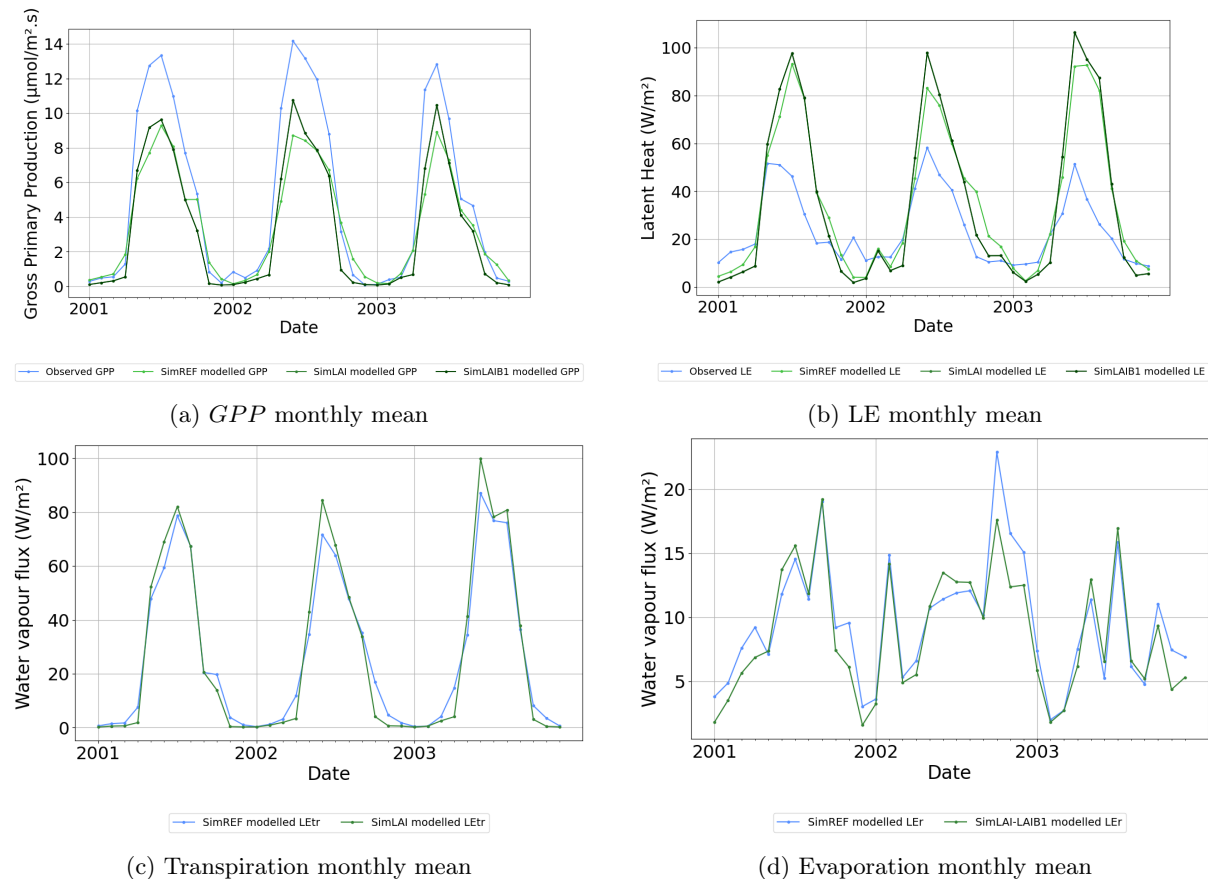 Gross Primary Production (μmol/m².s)
14
12
10
8
6
4
2
0
2001
2002
2003
Date
Observed GPP
SimREF modelled GPP
SimLAI modelled GPP
SimLAIB1 modelled GPP
(a) GPP monthly mean
Latent Heat (W/m²)
100
80
60
40
20
0
2001
2002
2003
Date
Observed LE
SimREF modelled LE
SimLAI modelled LE
SimLAIB1 modelled LE
(b) LE monthly mean
Water vapour flux (W/m²)
100
80
60
40
20
0
2001
2002
2003
Date
SimREF modelled LEtr
SimLAI modelled LEtr
(c) Transpiration monthly mean
Water vapour flux (W/m²)
20
15
10
5
2001
2002
2003
Date
SimREF modelled LEr
SimLAI-LAIB1 modelled LEr
(d) Evaporation monthly mean